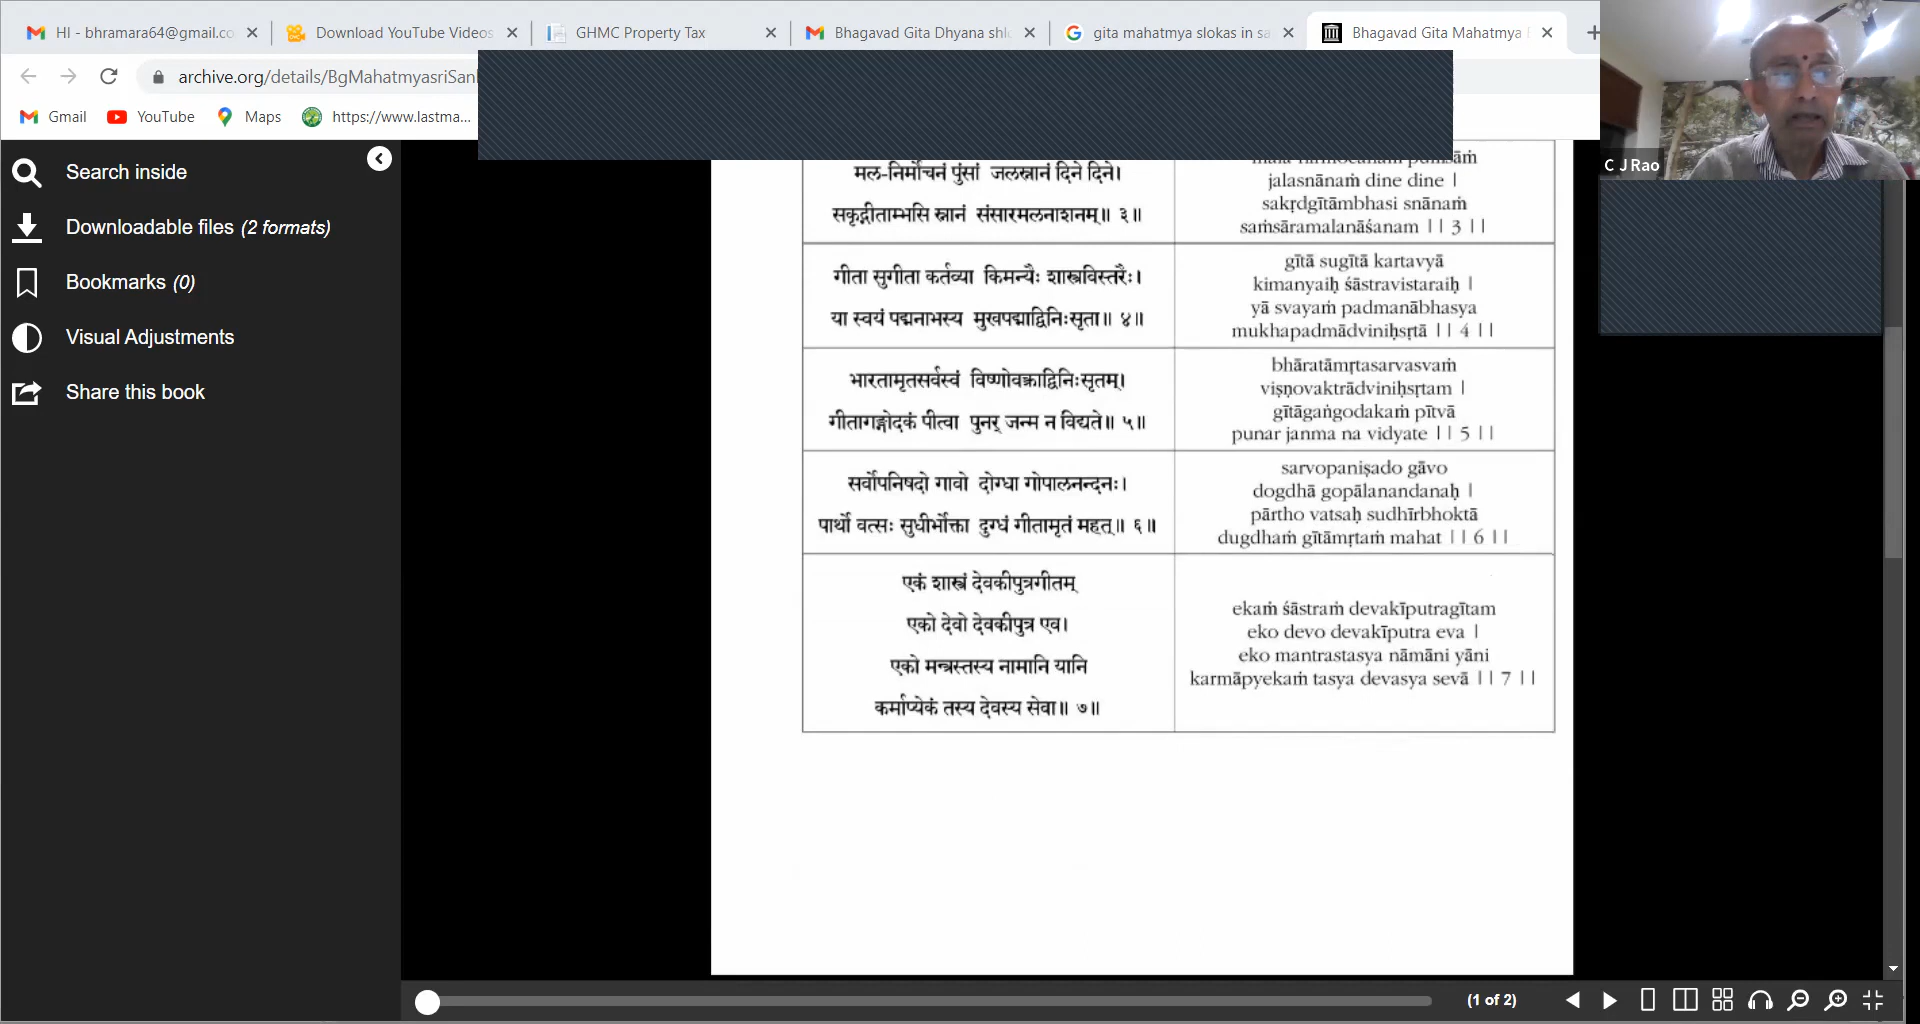 HI - bhramara64@gmail.co
Download YouTube Videos
GHMC Property Tax
Bhagavad Gita Dhyana shl
gita mahatmya slokas in sa
Bhagavad Gita Mahatmya
archive.org/details/BgMahatmyasriSan
Gmail
YouTube
Maps
https://www.lastma...
C J Rao
Search inside
Downloadable files (2 formats)
Bookmarks (0)
Visual Adjustments
Share this book
मल-निर्मोचनं पुंसां जलस्नानं दिने दिने।
सकृद्गीताम्भसि स्नानं संसारमलनाशनम्॥ ३॥
jalasnānaṁ dine dine |
sakṛdgītāmbhasi snānaṁ
saṁsāramalanāśanam || 3 ||
गीता सुगीता कर्तव्या किमन्यैः शास्त्रविस्तरैः।
या स्वयं पद्मनाभस्य मुखपद्माद्विनिःसृता॥ ४॥
gītā sugītā kartavyā
kimanyaiḥ śāstravistaraiḥ |
yā svayaṁ padmanābhasya
mukhapadmādviniḥsṛtā || 4 ||
भारतामृतसर्वस्वं विष्णोवक्त्राद्विनिःसृतम्।
गीतागङ्गोदकं पीत्वा पुनर् जन्म न विद्यते॥ ५॥
bhāratāmṛtasarvasvaṁ
viṣṇovaktrādviniḥsṛtam |
gītāgaṅgodakaṁ pītvā
punar janma na vidyate || 5 ||
सर्वोपनिषदो गावो दोग्धा गोपालनन्दनः।
पार्थो वत्सः सुधीर्भोक्ता दुग्धं गीतामृतं महत्॥ ६॥
sarvopaniṣado gāvo
dogdhā gopālanandanaḥ |
pārtho vatsaḥ sudhīrbhoktā
dugdhaṁ gītāmṛtaṁ mahat || 6 ||
एकं शास्त्रं देवकीपुत्रगीतम्
एको देवो देवकीपुत्र एव।
एको मन्त्रस्तस्य नामानि यानि
कर्माप्येकं तस्य देवस्य सेवा॥ ७॥
ekaṁ śāstraṁ devakīputragītam
eko devo devakīputra eva |
eko mantrastasya nāmāni yāni
karmāpyekaṁ tasya devasya sevā || 7 ||
(1 of 2)